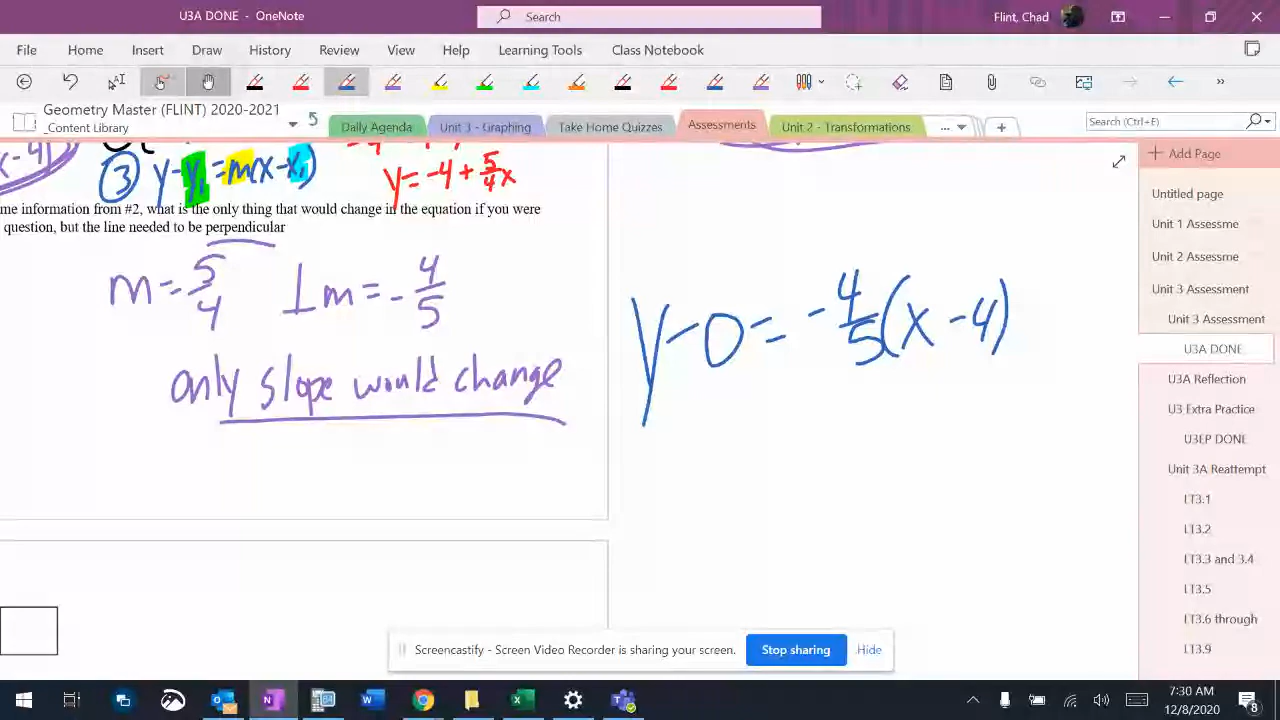 U3A DONE - OneNote
Search
Flint, Chad
File Home Insert Draw History Review View Help Learning Tools Class Notebook
Geometry Master (FLINT) 2020-2021
_Content Library
Daily Agenda
Unit 3 - Graphing
Take Home Quizzes
Assessments
Unit 2 - Transformations
...
Search (Ctrl+E)
x-4)
③ y-y₁=m(x-x₁)
y=-4+5/4x
me information from #2, what is the only thing that would change in the equation if you were
question, but the line needed to be perpendicular
m=5/4 ⊥m=-4/5
only slope would change
y-0=-4/5(x-4)
Add Page
Untitled page
Unit 1 Assessme
Unit 2 Assessme
Unit 3 Assessment
Unit 3 Assessment
U3A DONE
U3A Reflection
U3 Extra Practice
U3EP DONE
Unit 3A Reattempt
LT3.1
LT3.2
LT3.3 and 3.4
LT3.5
LT3.6 through
LT3.9
Screencastify - Screen Video Recorder is sharing your screen.
Stop sharing
Hide
7:30 AM
12/8/2020